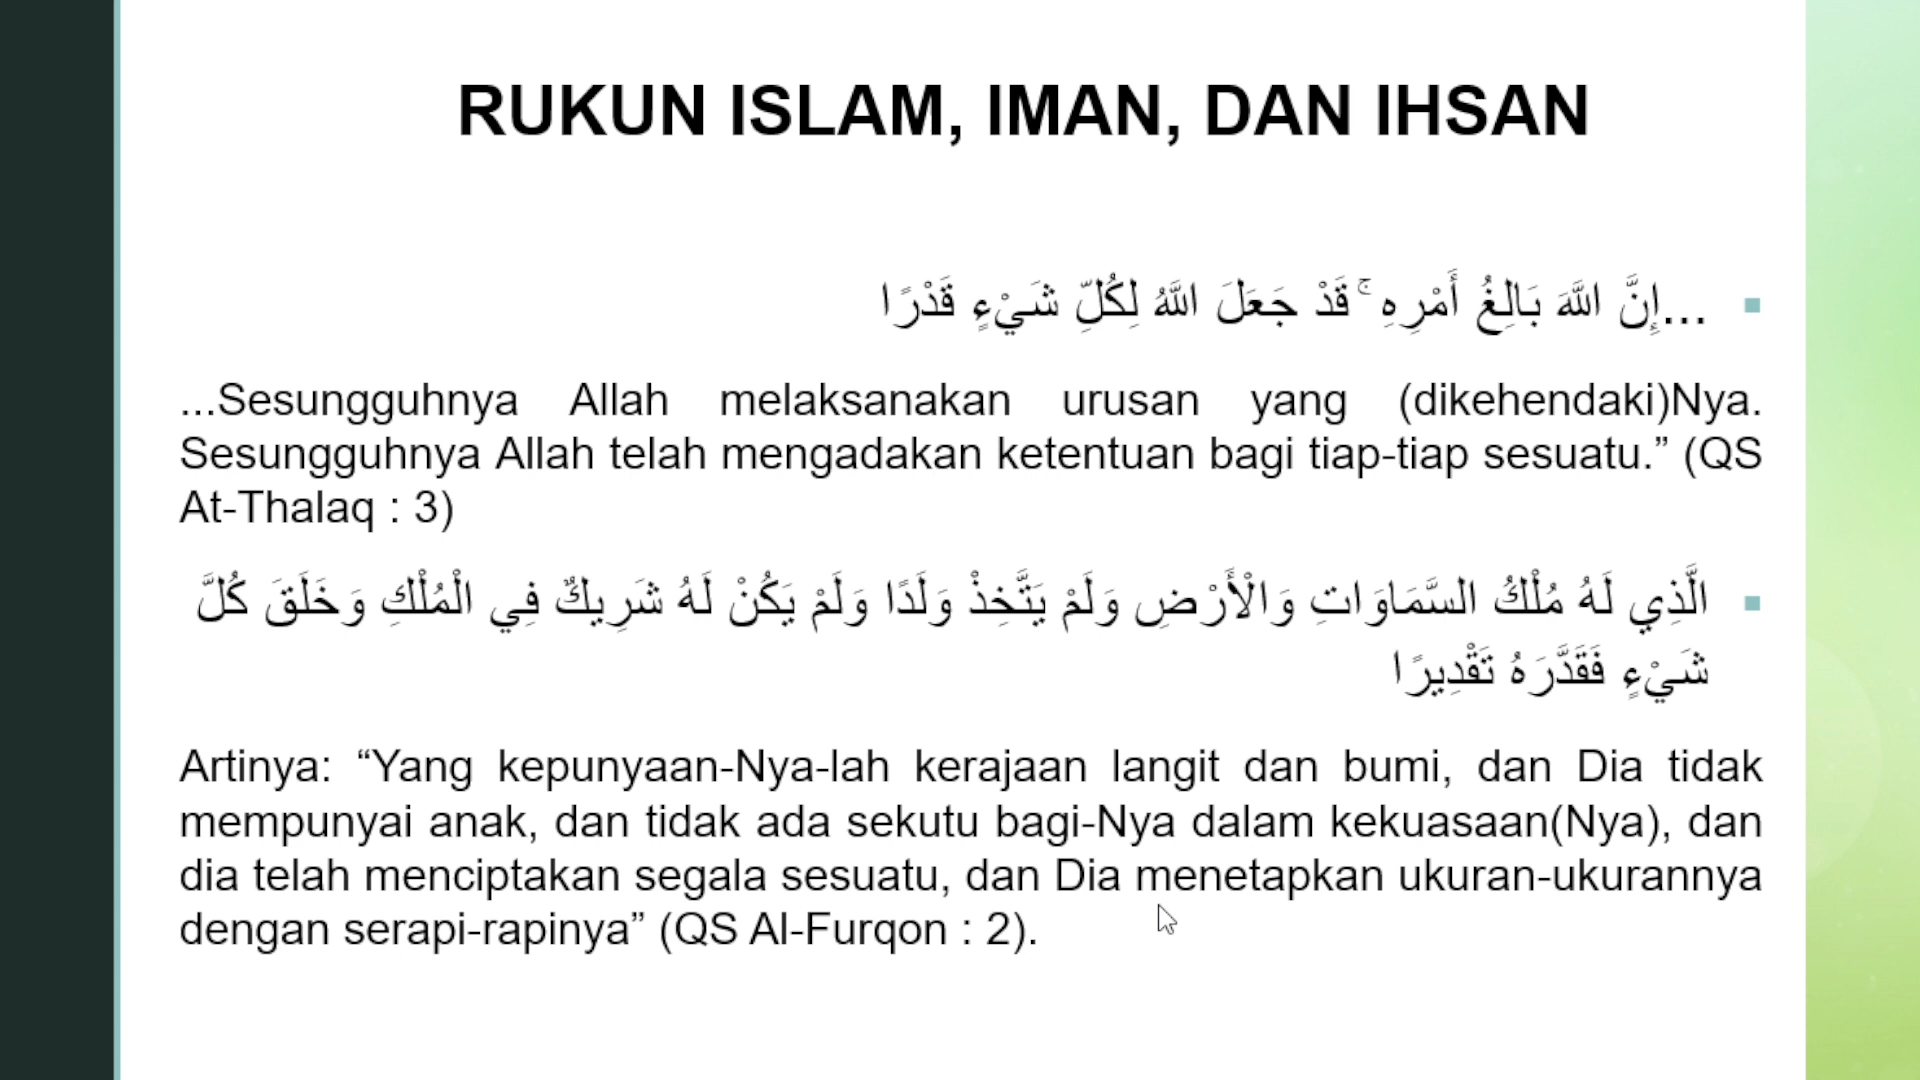 RUKUN ISLAM, IMAN, DAN IHSAN
...إِنَّ اللَّهَ بَالِغُ أَمْرِهِ ۚ قَدْ جَعَلَ اللَّهُ لِكُلِّ شَيْءٍ قَدْرًا
...Sesungguhnya Allah melaksanakan urusan yang (dikehendaki)Nya.
Sesungguhnya Allah telah mengadakan ketentuan bagi tiap-tiap sesuatu.” (QS
At-Thalaq : 3)
الَّذِي لَهُ مُلْكُ السَّمَاوَاتِ وَالْأَرْضِ وَلَمْ يَتَّخِذْ وَلَدًا وَلَمْ يَكُنْ لَهُ شَرِيكٌ فِي الْمُلْكِ وَخَلَقَ كُلَّ
شَيْءٍ فَقَدَّرَهُ تَقْدِيرًا
Artinya: “Yang kepunyaan-Nya-lah kerajaan langit dan bumi, dan Dia tidak
mempunyai anak, dan tidak ada sekutu bagi-Nya dalam kekuasaan(Nya), dan
dia telah menciptakan segala sesuatu, dan Dia menetapkan ukuran-ukurannya
dengan serapi-rapinya” (QS Al-Furqon : 2).